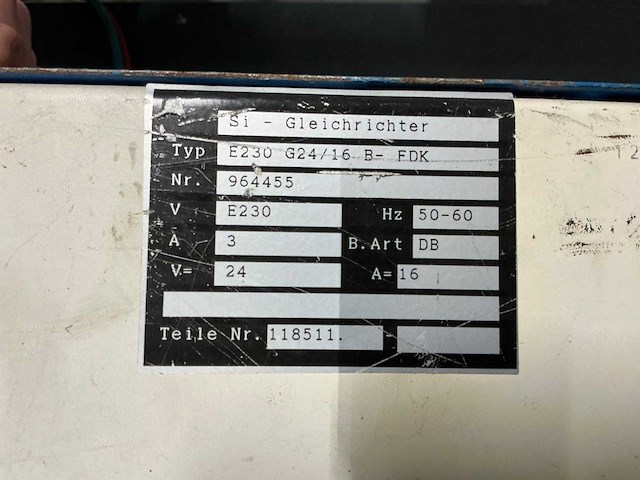 Si - Gleichrichter
Typ E230 G24/16 B- FDK
Nr. 964455
V E230 Hz 50-60
A 3 B.Art DB
V= 24 A= 16
Teile Nr. 118511.
12